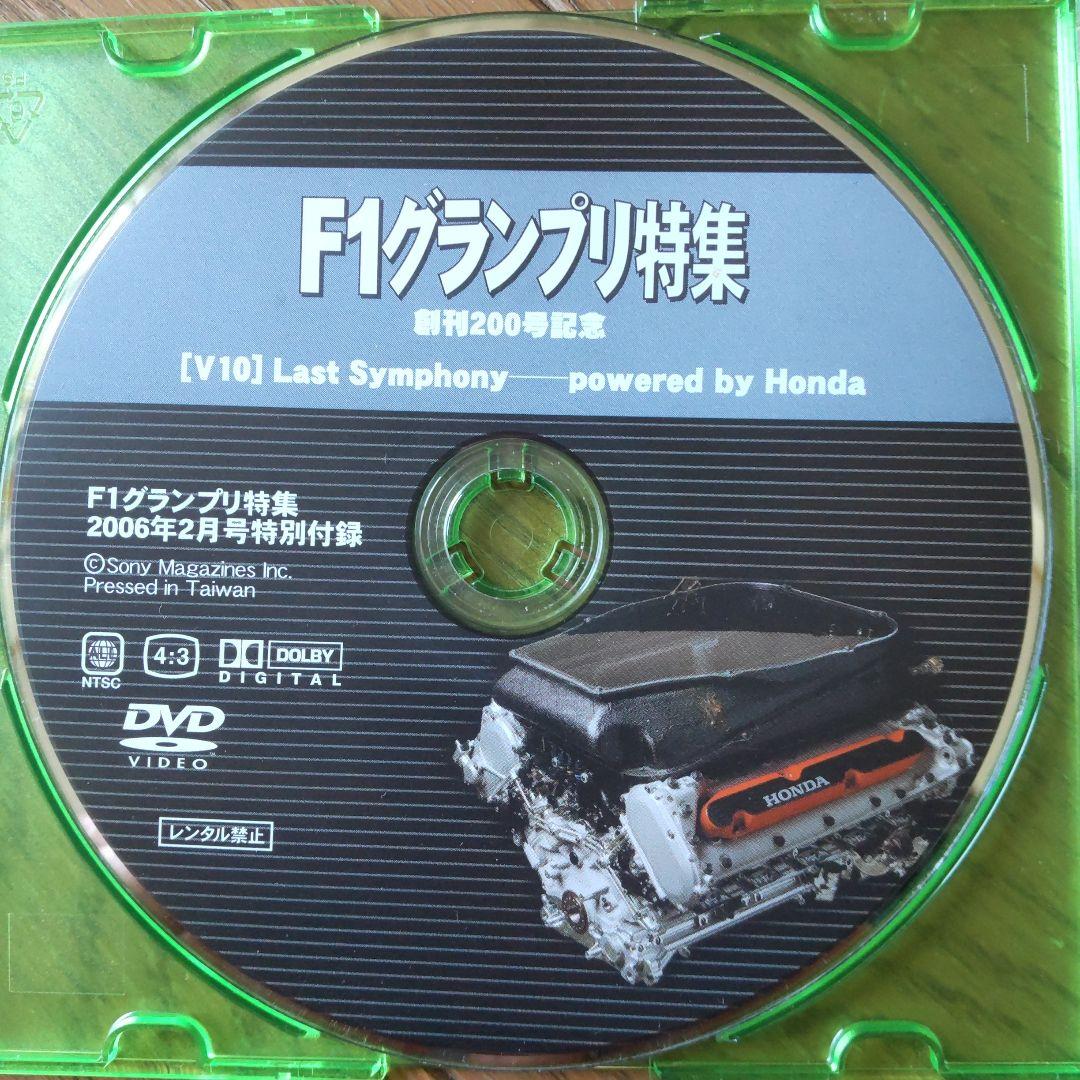 F1グランプリ特集
創刊200号記念
[V10] Last Symphony──powered by Honda
F1グランプリ特集
2006年2月号特別付録
©Sony Magazines Inc.
Pressed in Taiwan
ALL
NTSC
4:3
DOLBY
DIGITAL
DVD
VIDEO
レンタル禁止
HONDA